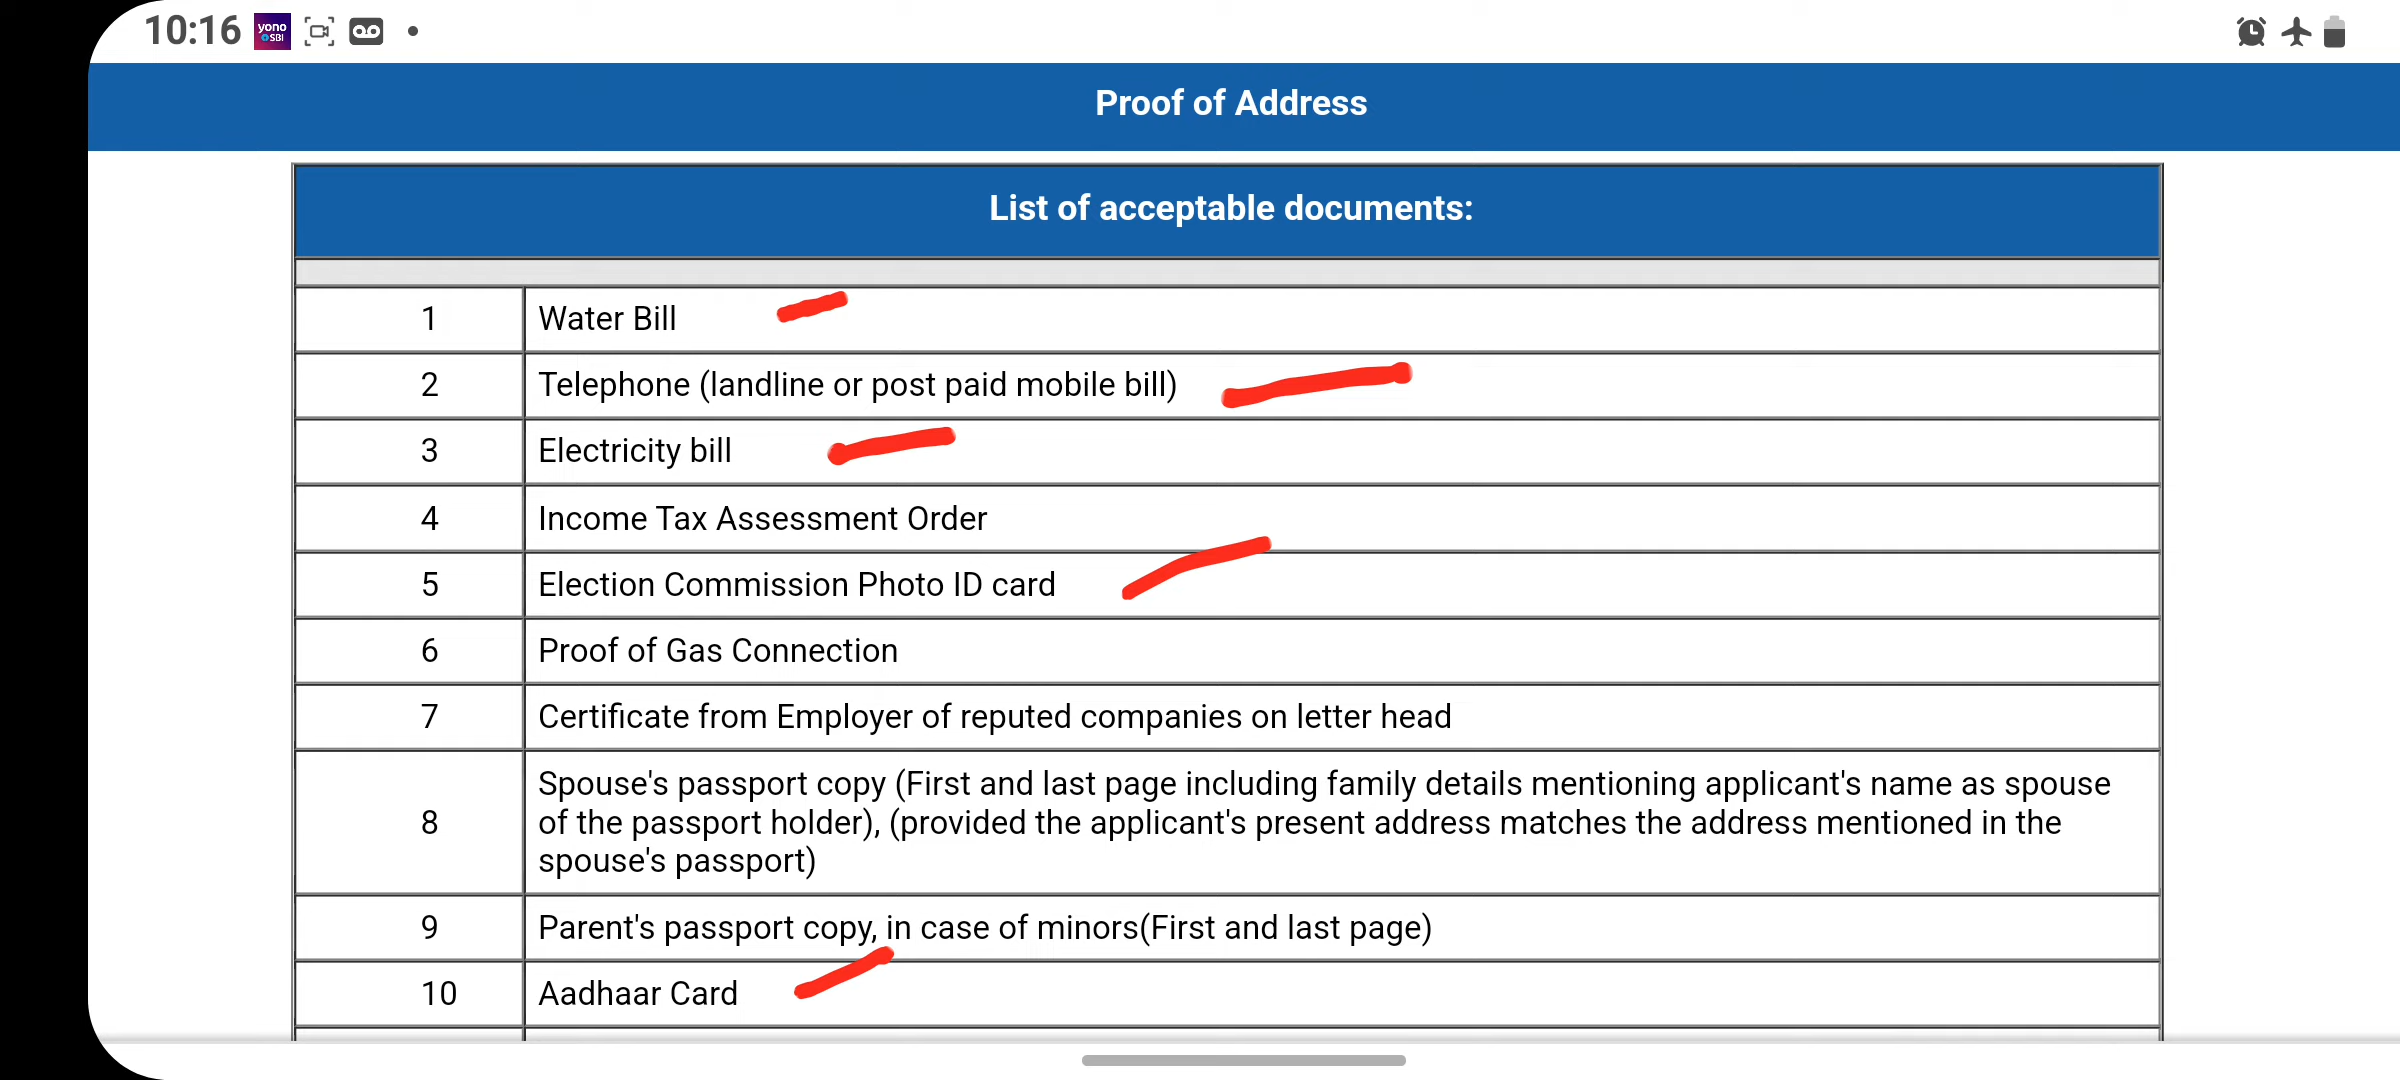 10:16
yono
SBI
Proof of Address
List of acceptable documents:
1 Water Bill
2 Telephone (landline or post paid mobile bill)
3 Electricity bill
4 Income Tax Assessment Order
5 Election Commission Photo ID card
6 Proof of Gas Connection
7 Certificate from Employer of reputed companies on letter head
8 Spouse's passport copy (First and last page including family details mentioning applicant's name as spouse
of the passport holder), (provided the applicant's present address matches the address mentioned in the
spouse's passport)
9 Parent's passport copy, in case of minors(First and last page)
10 Aadhaar Card